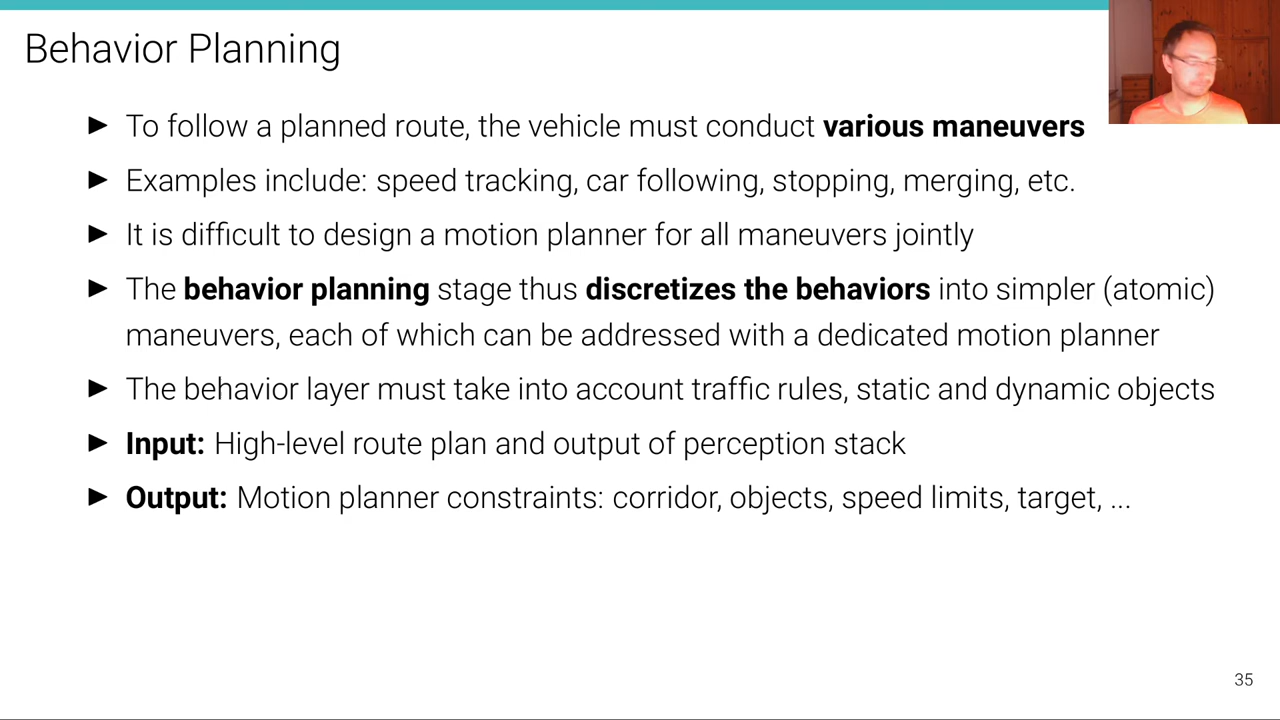 Behavior Planning
► To follow a planned route, the vehicle must conduct various maneuvers
► Examples include: speed tracking, car following, stopping, merging, etc.
► It is difficult to design a motion planner for all maneuvers jointly
► The behavior planning stage thus discretizes the behaviors into simpler (atomic)
maneuvers, each of which can be addressed with a dedicated motion planner
► The behavior layer must take into account traffic rules, static and dynamic objects
► Input: High-level route plan and output of perception stack
► Output: Motion planner constraints: corridor, objects, speed limits, target, ...
35